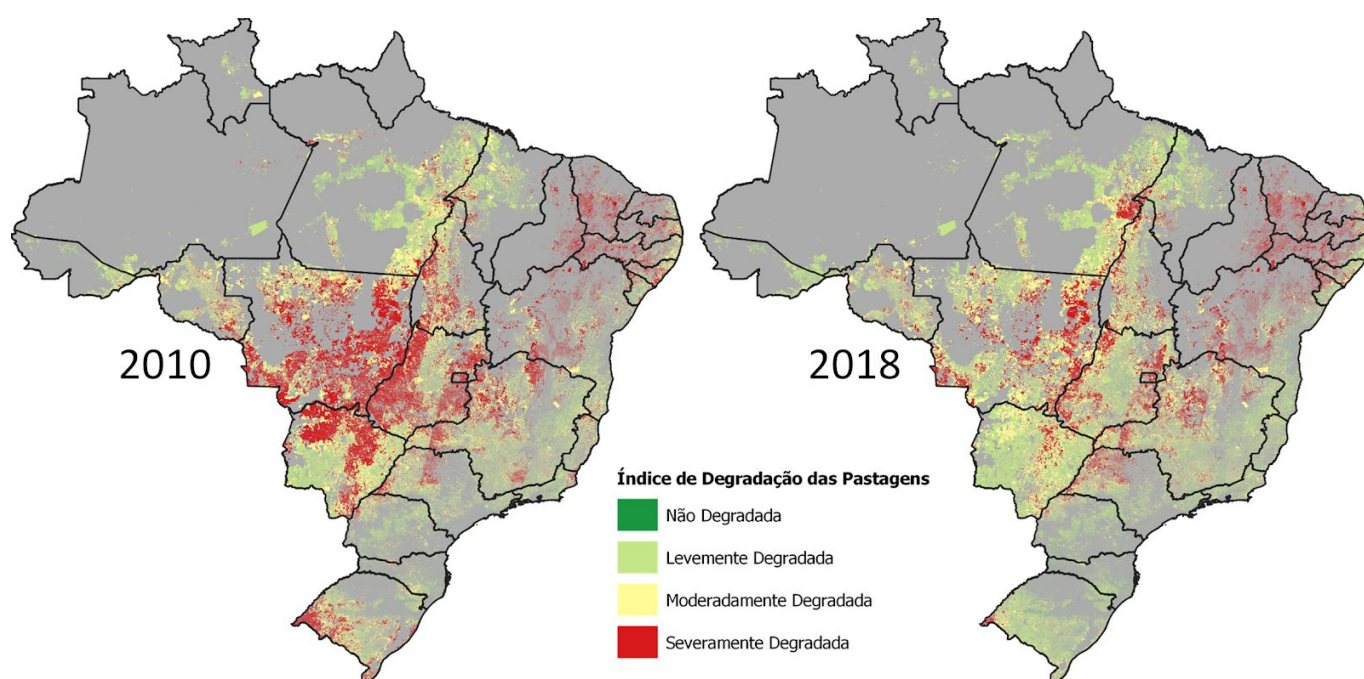 2010
2018
Índice de Degradação das Pastagens
Não Degradada
Levemente Degradada
Moderadamente Degradada
Severamente Degradada